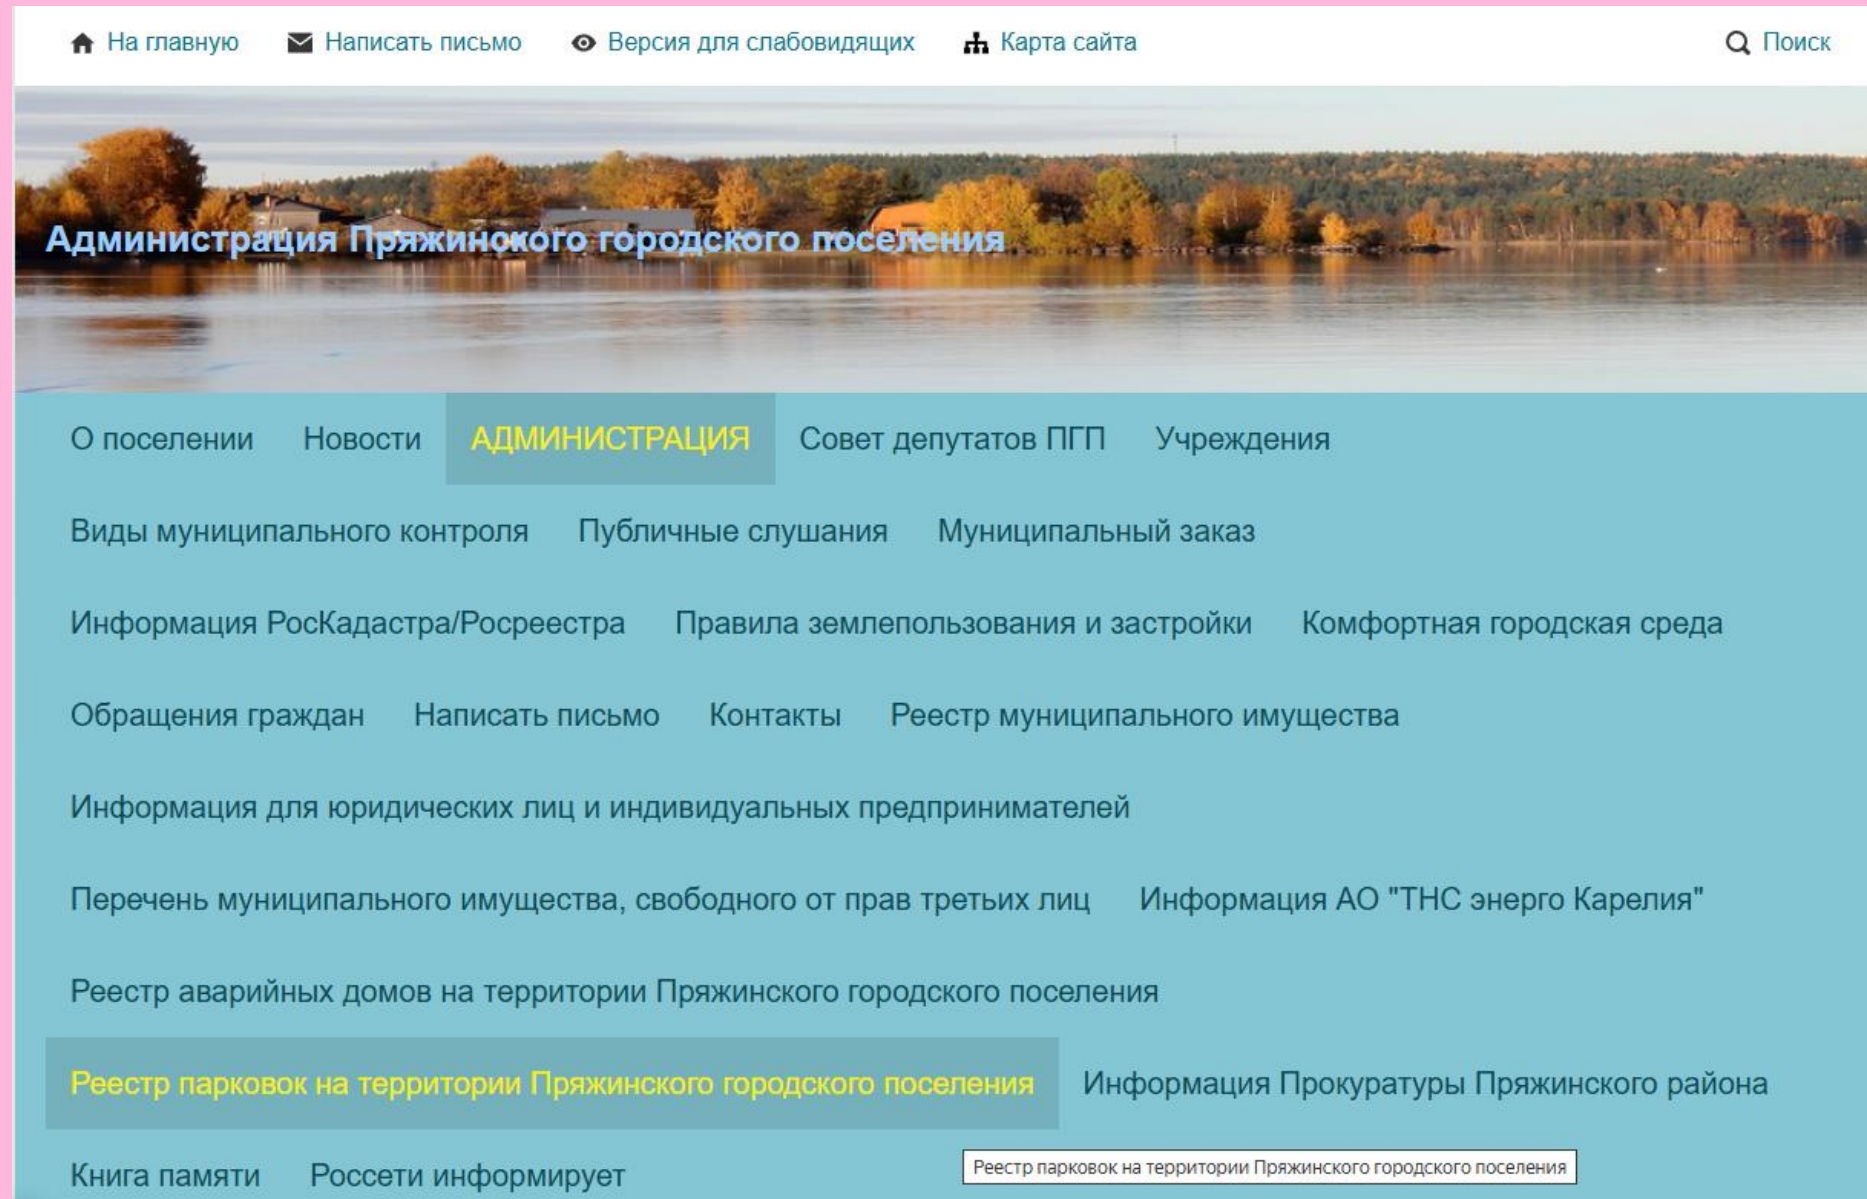 На главную Написать письмо Версия для слабовидящих Карта сайта Поиск
Администрация Пряжинского городского поселения
О поселении Новости АДМИНИСТРАЦИЯ Совет депутатов ПГП Учреждения
Виды муниципального контроля Публичные слушания Муниципальный заказ
Информация РосКадастра/Росреестра Правила землепользования и застройки Комфортная городская среда
Обращения граждан Написать письмо Контакты Реестр муниципального имущества
Информация для юридических лиц и индивидуальных предпринимателей
Перечень муниципального имущества, свободного от прав третьих лиц Информация АО "ТНС энерго Карелия"
Реестр аварийных домов на территории Пряжинского городского поселения
Реестр парковок на территории Пряжинского городского поселения Информация Прокуратуры Пряжинского района
Книга памяти Россети информирует Реестр парковок на территории Пряжинского городского поселения